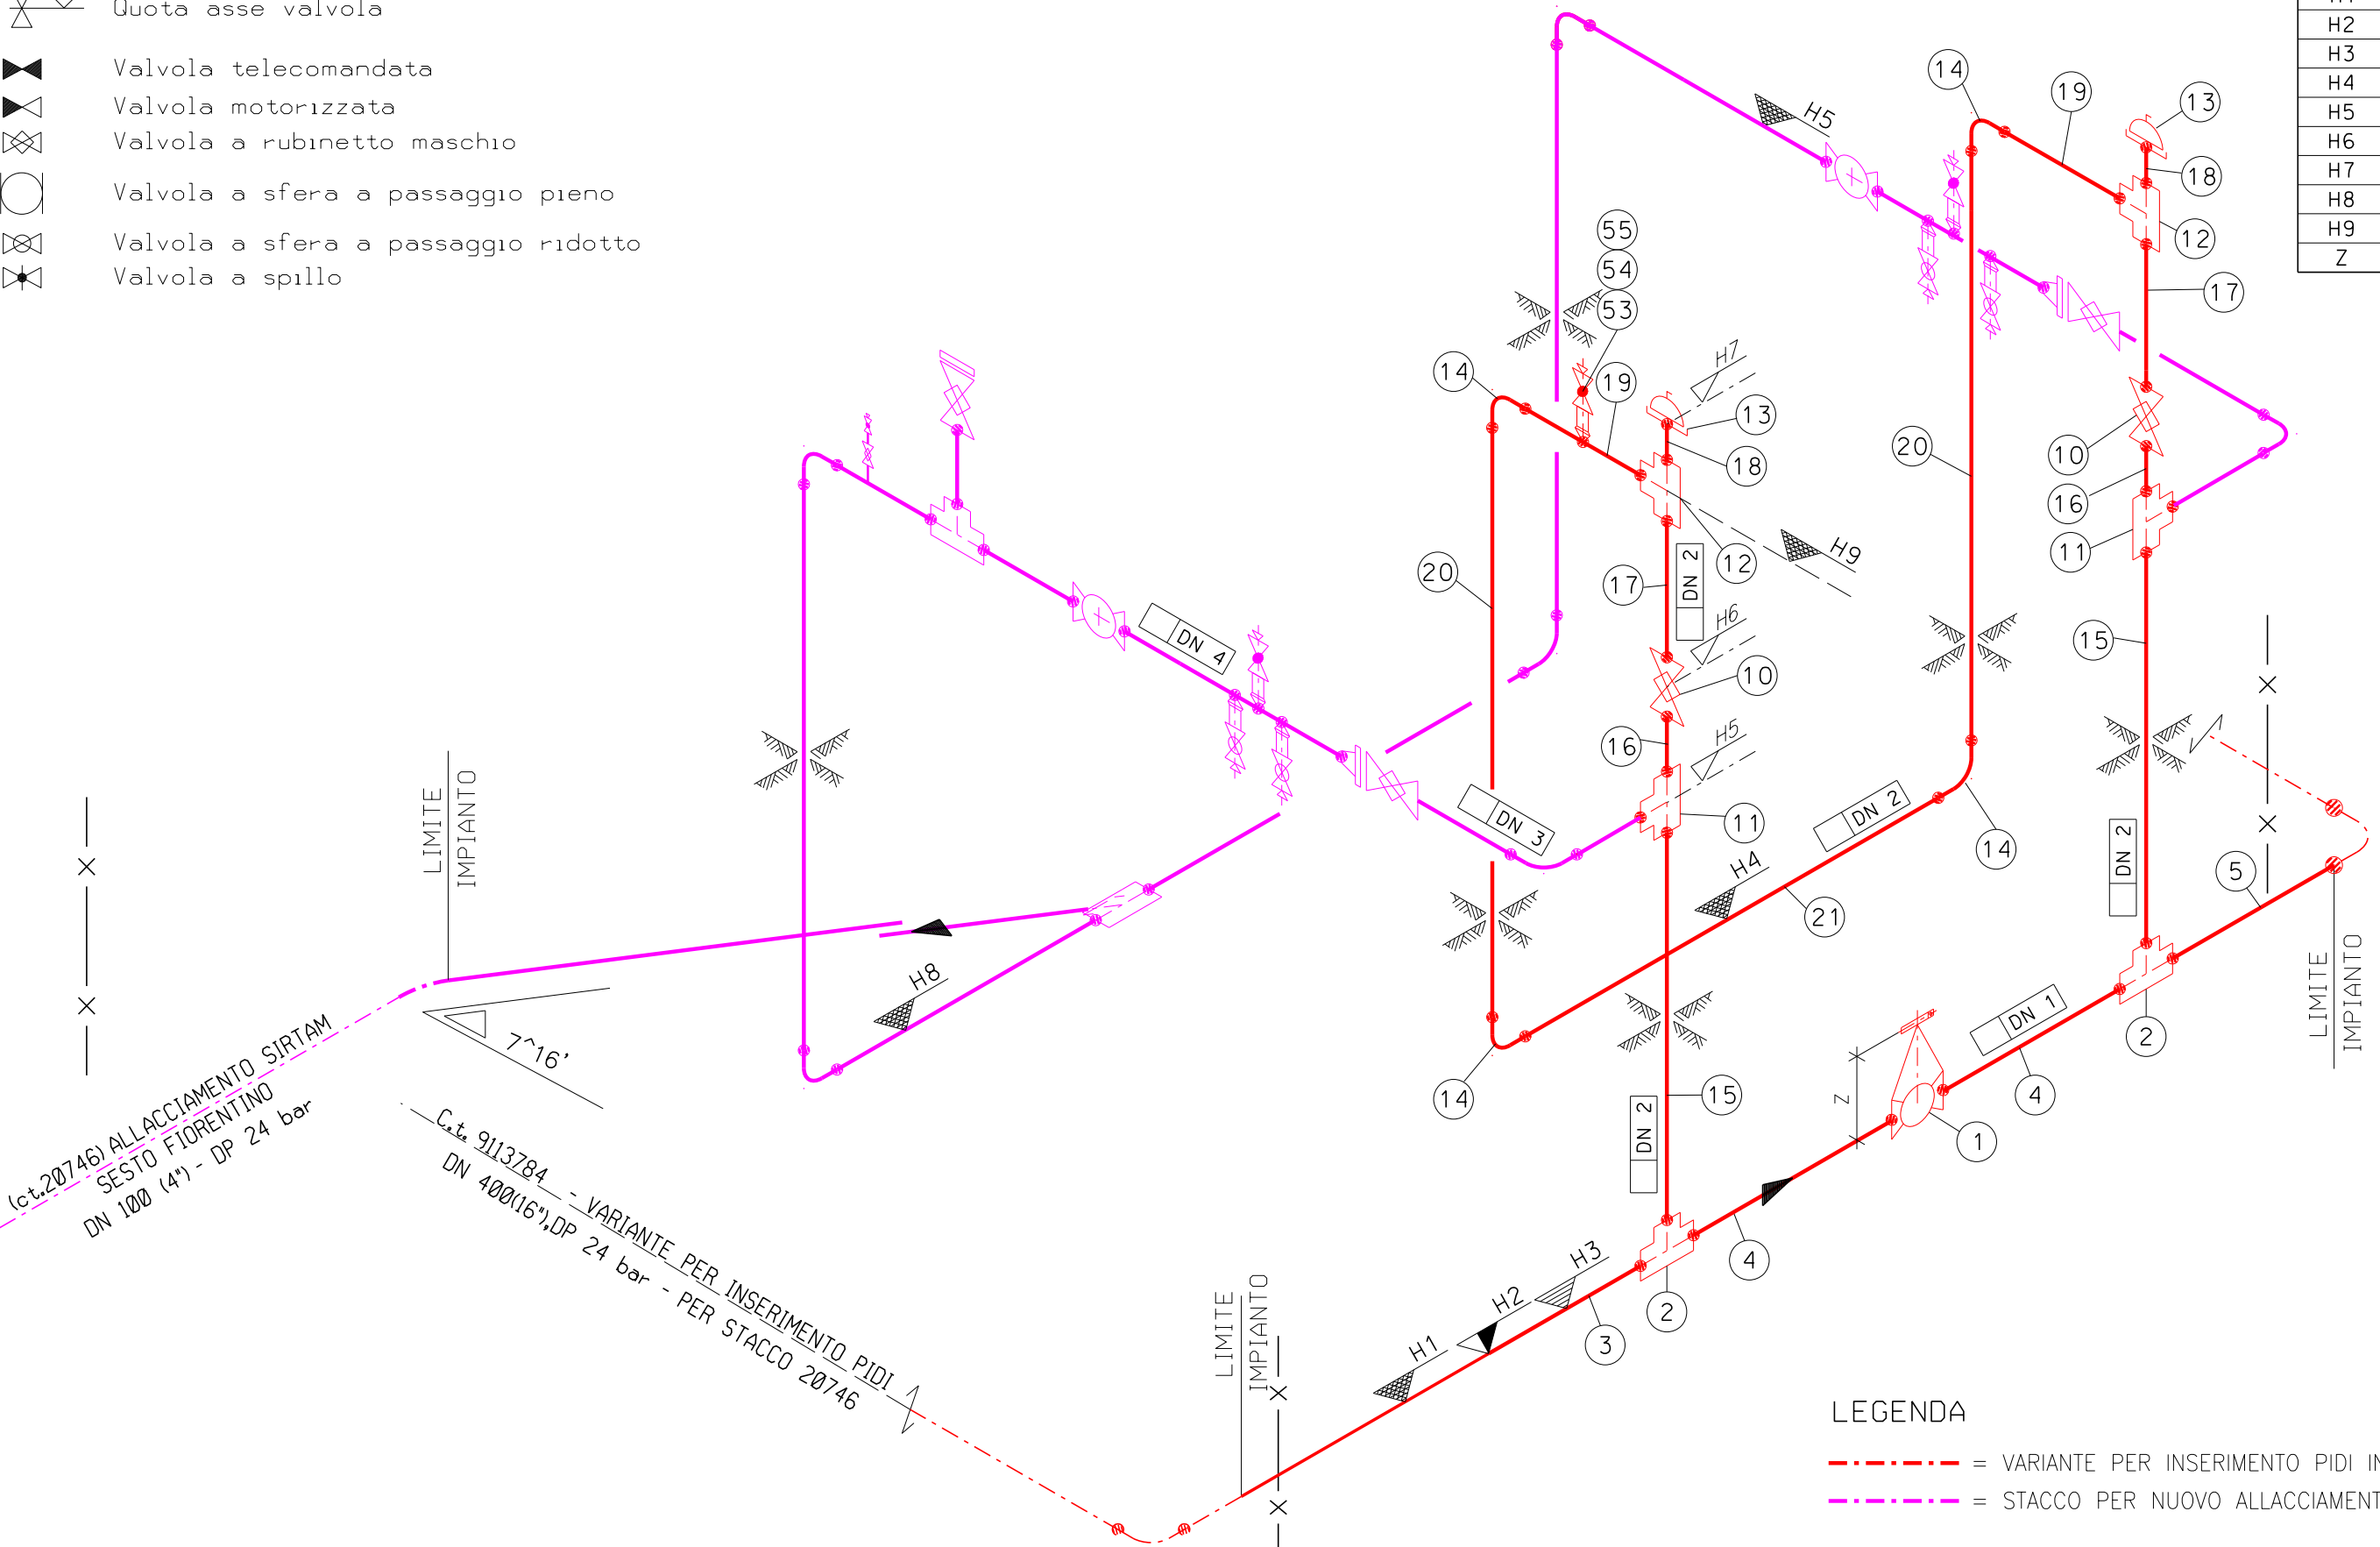 Quota asse valvola
Valvola telecomandata
Valvola motorizzata
Valvola a rubinetto maschio
Valvola a sfera a passaggio pieno
Valvola a sfera a passaggio ridotto
Valvola a spillo
H2
H3
H4
H5
H6
H7
H8
H9
Z
H5
14
19
13
18
12
17
10
16
11
15
20
55
54
53
14
19
H7
13
18
H9
12
20
17
DN 2
H6
10
16
H5
11
DN 4
DN 3
DN 2
H4
21
14
DN 2
5
LIMITE
IMPIANTO
LIMITE
IMPIANTO
H8
7^16'
(ct.20746) ALLACCIAMENTO SIRTAM
SESTO FIORENTINO
DN 100 (4") - DP 24 bar
C.t. 9113784 - VARIANTE PER INSERIMENTO PIDI
DN 400(16"),DP 24 bar - PER STACCO 20746
14
15
DN 2
DN 1
Z
4
2
1
4
2
3
H3
H2
H1
LIMITE
IMPIANTO
LEGENDA
= VARIANTE PER INSERIMENTO PIDI
= STACCO PER NUOVO